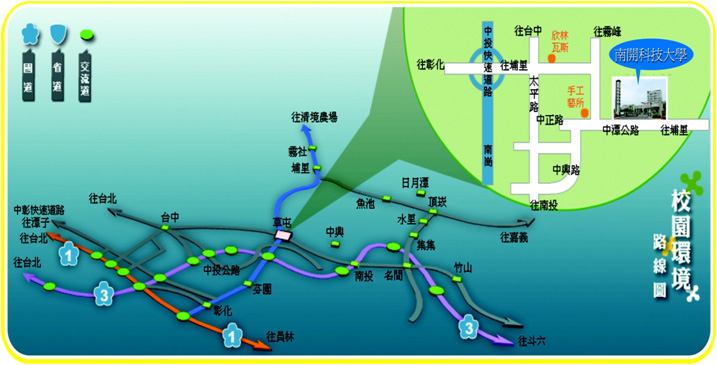 國道
省道
交流道
往清境農場
霧社
埔里
往台北
中彰快速道路
往潭子
往台北
往台北
台中
草屯
中投公路
中興
魚池
日月潭
頂崁
水里
往嘉義
集集
南投
名間
竹山
芬園
彰化
往員林
往斗六
1
3
1
3
往台中
往霧峰
中投快速道路
欣林
瓦斯
南開科技大學
往彰化
往埔里
太平路
手工
藝所
中正路
中潭公路
往埔里
南崗
中興路
往南投
校園環境
路線圖